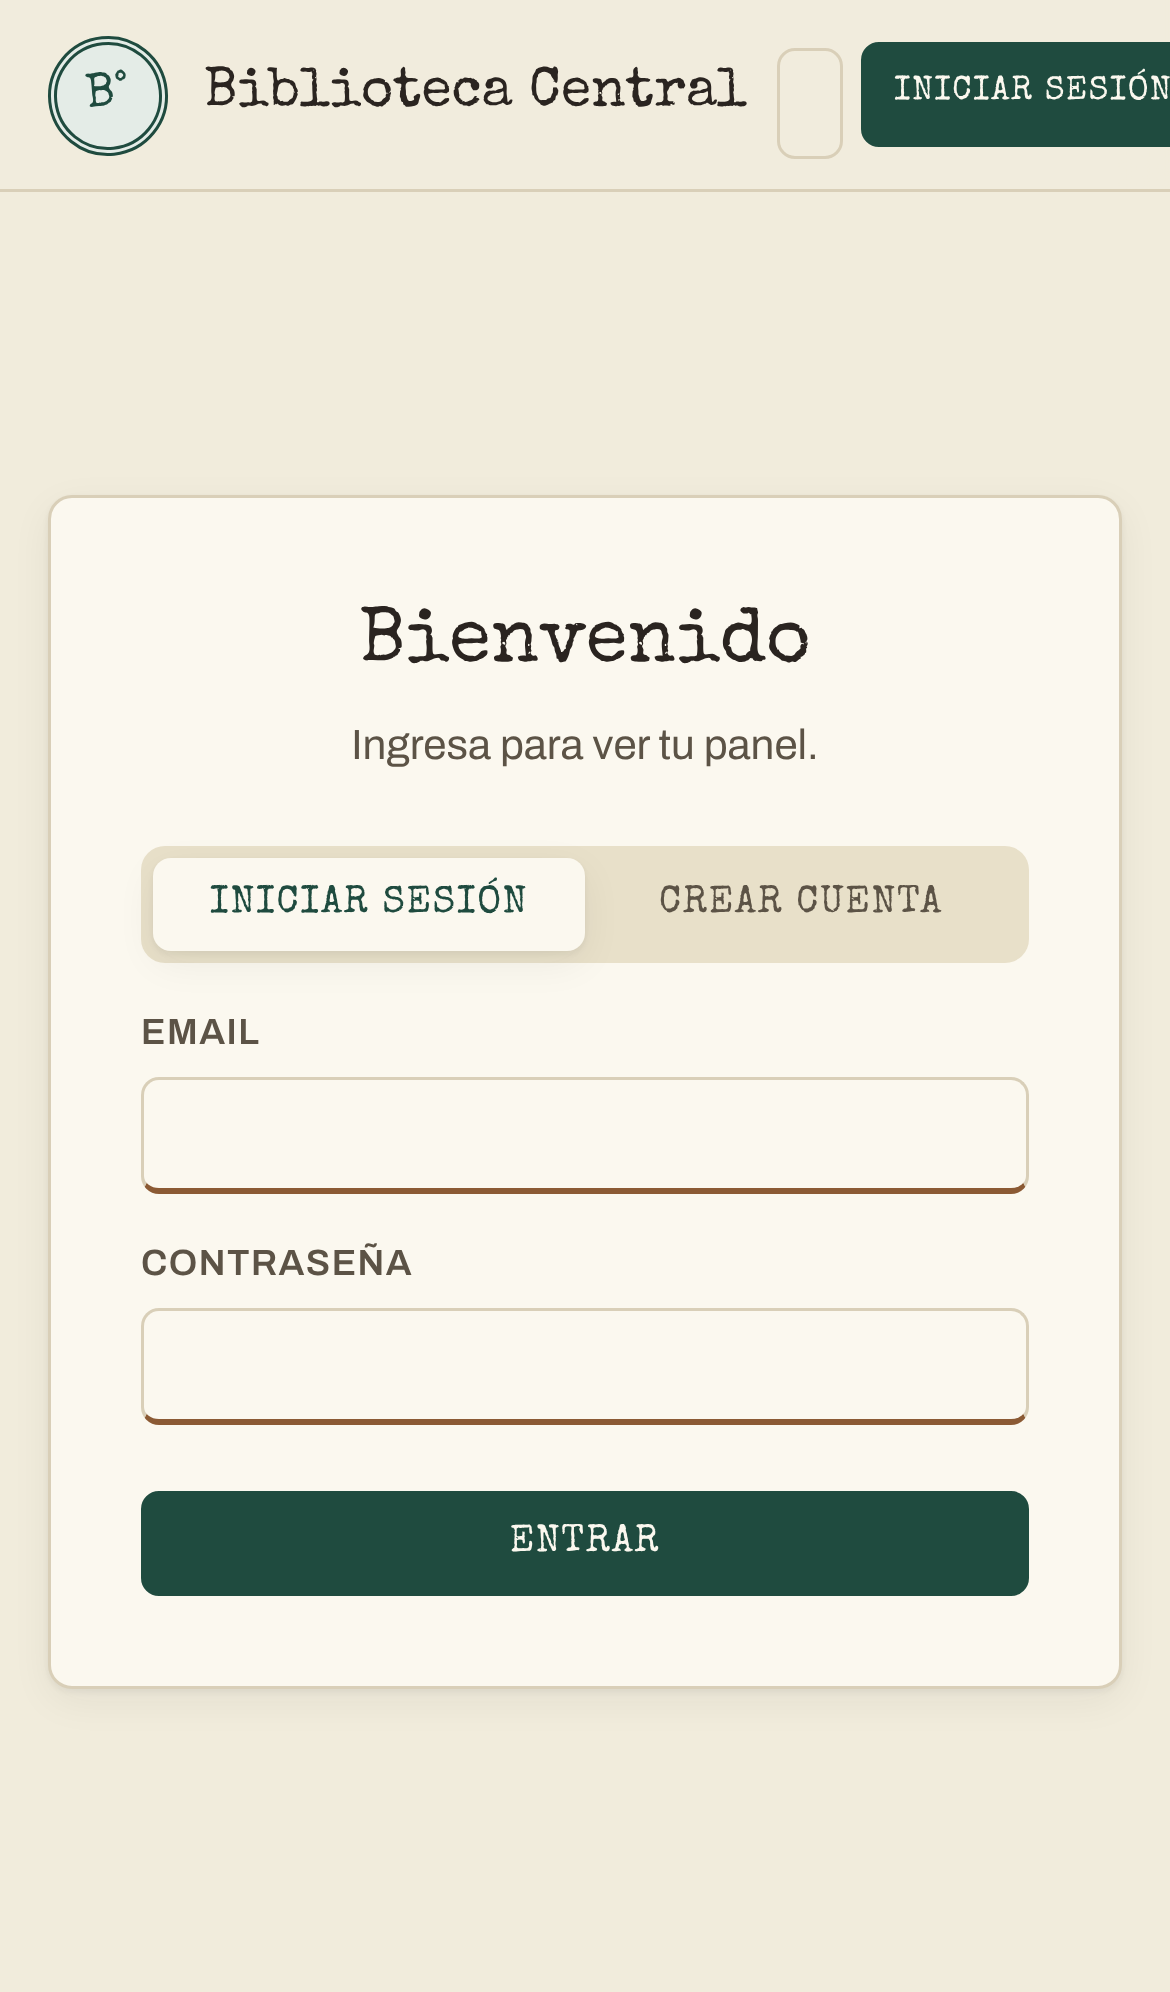 B°
Biblioteca Central
INICIAR SESIÓN
Bienvenido
Ingresa para ver tu panel.
INICIAR SESIÓN
CREAR CUENTA
EMAIL
CONTRASEÑA
ENTRAR